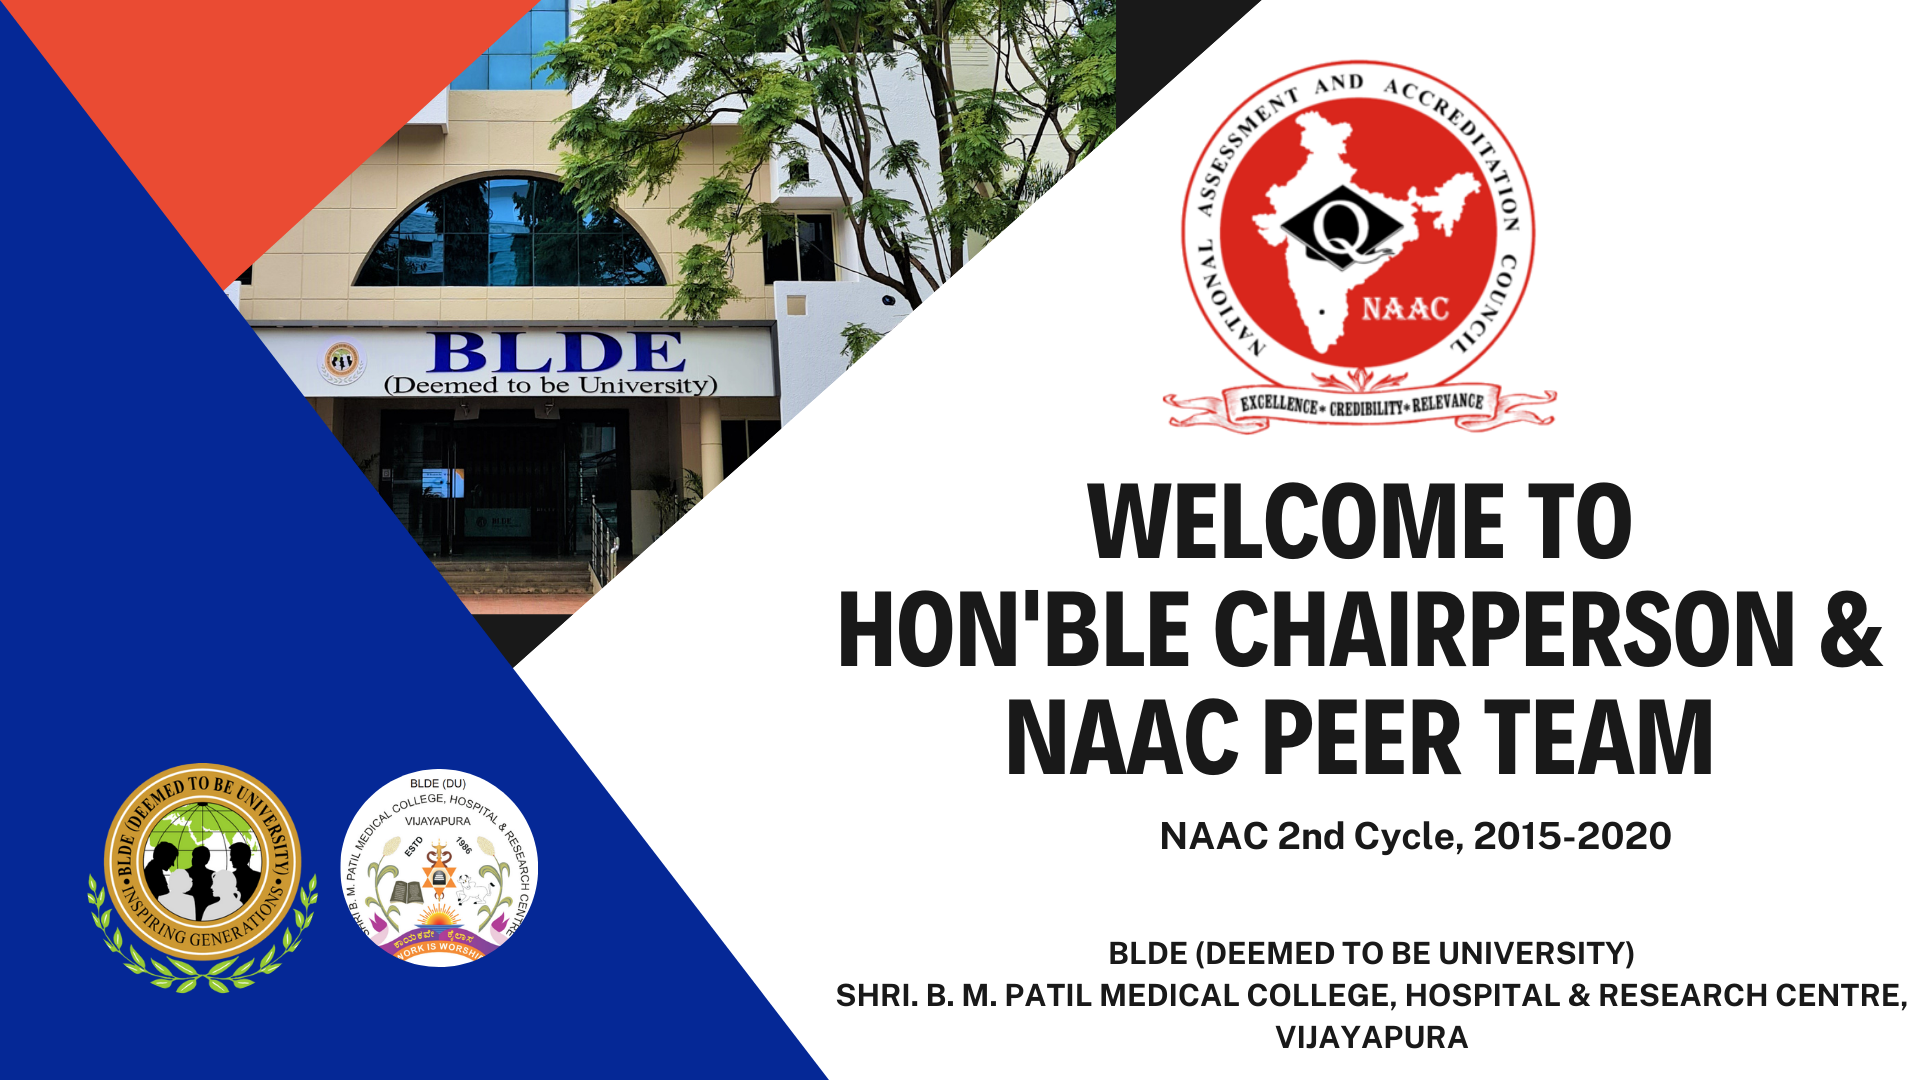 NATIONAL ASSESSMENT AND ACCREDITATION COUNCIL
Q
NAAC
EXCELLENCE * CREDIBILITY * RELEVANCE
BLDE
(Deemed to be University)
BLDE
WELCOME TO
HON'BLE CHAIRPERSON &
NAAC PEER TEAM
NAAC 2nd Cycle, 2015-2020
BLDE (DEEMED TO BE UNIVERSITY)
SHRI. B. M. PATIL MEDICAL COLLEGE, HOSPITAL & RESEARCH CENTRE,
VIJAYAPURA
•BLDE (DEEMED TO BE UNIVERSITY)•
INSPIRING GENERATIONS
BLDE (DU)
SHRI B. M. PATIL MEDICAL COLLEGE, HOSPITAL & RESEARCH CENTRE
VIJAYAPURA
ESTD 1986
ಕಾಯಕವೇ ಕೈಲಾಸ
WORK IS WORSHIP